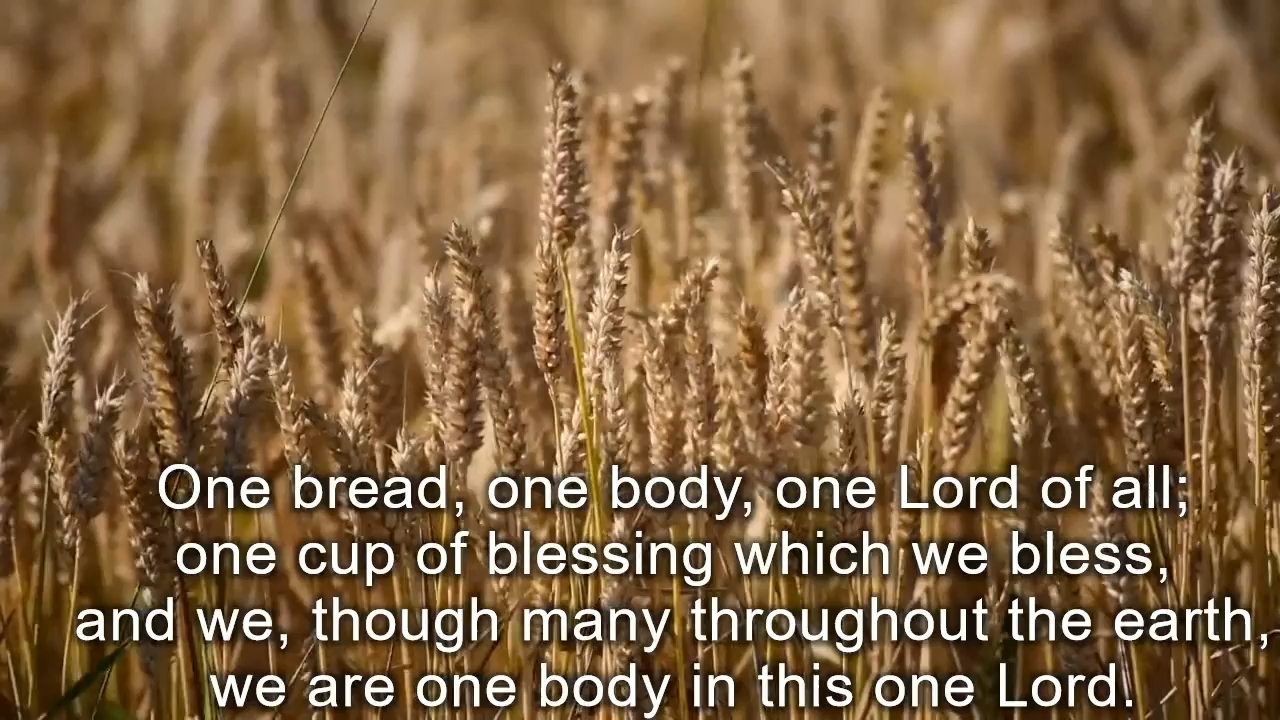 One bread, one body, one Lord of all;
one cup of blessing which we bless,
and we, though many throughout the earth,
we are one body in this one Lord.